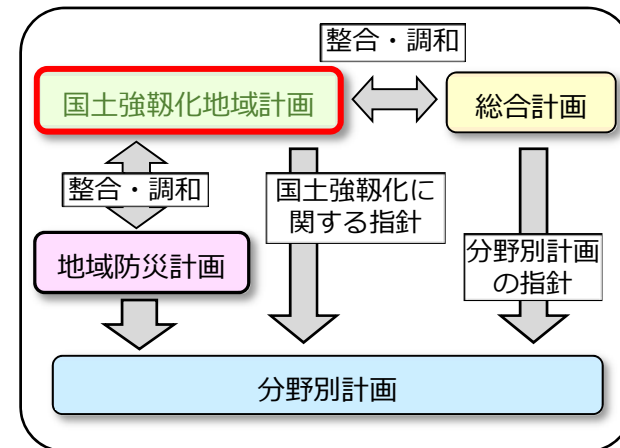 整合・調和
国土強靱化地域計画
総合計画
整合・調和
国土強靱化に
関する指針
地域防災計画
分野別計画
の指針
分野別計画